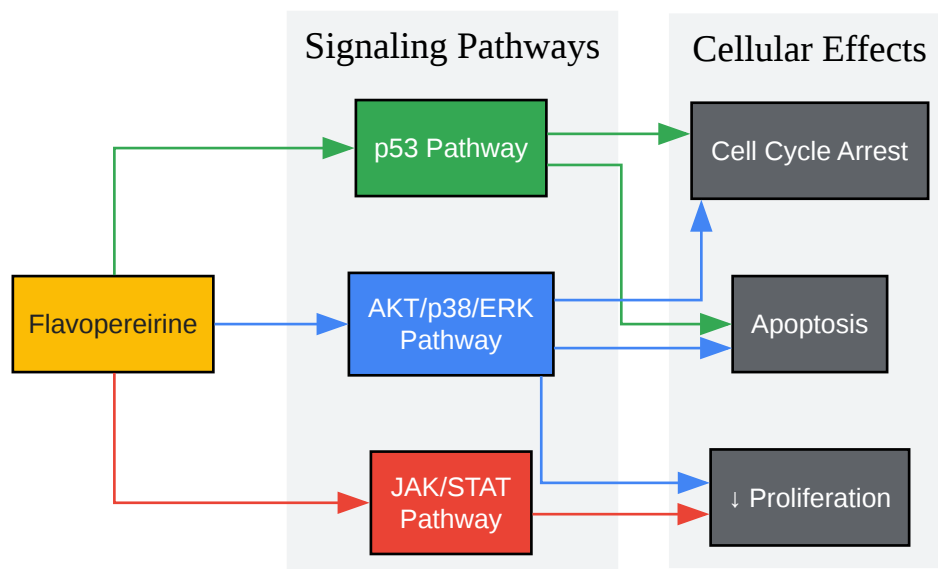 Signaling Pathways
Cellular Effects
p53 Pathway
Cell Cycle Arrest
Flavopereirine
AKT/p38/ERK
Pathway
Apoptosis
JAK/STAT
Pathway
↓ Proliferation